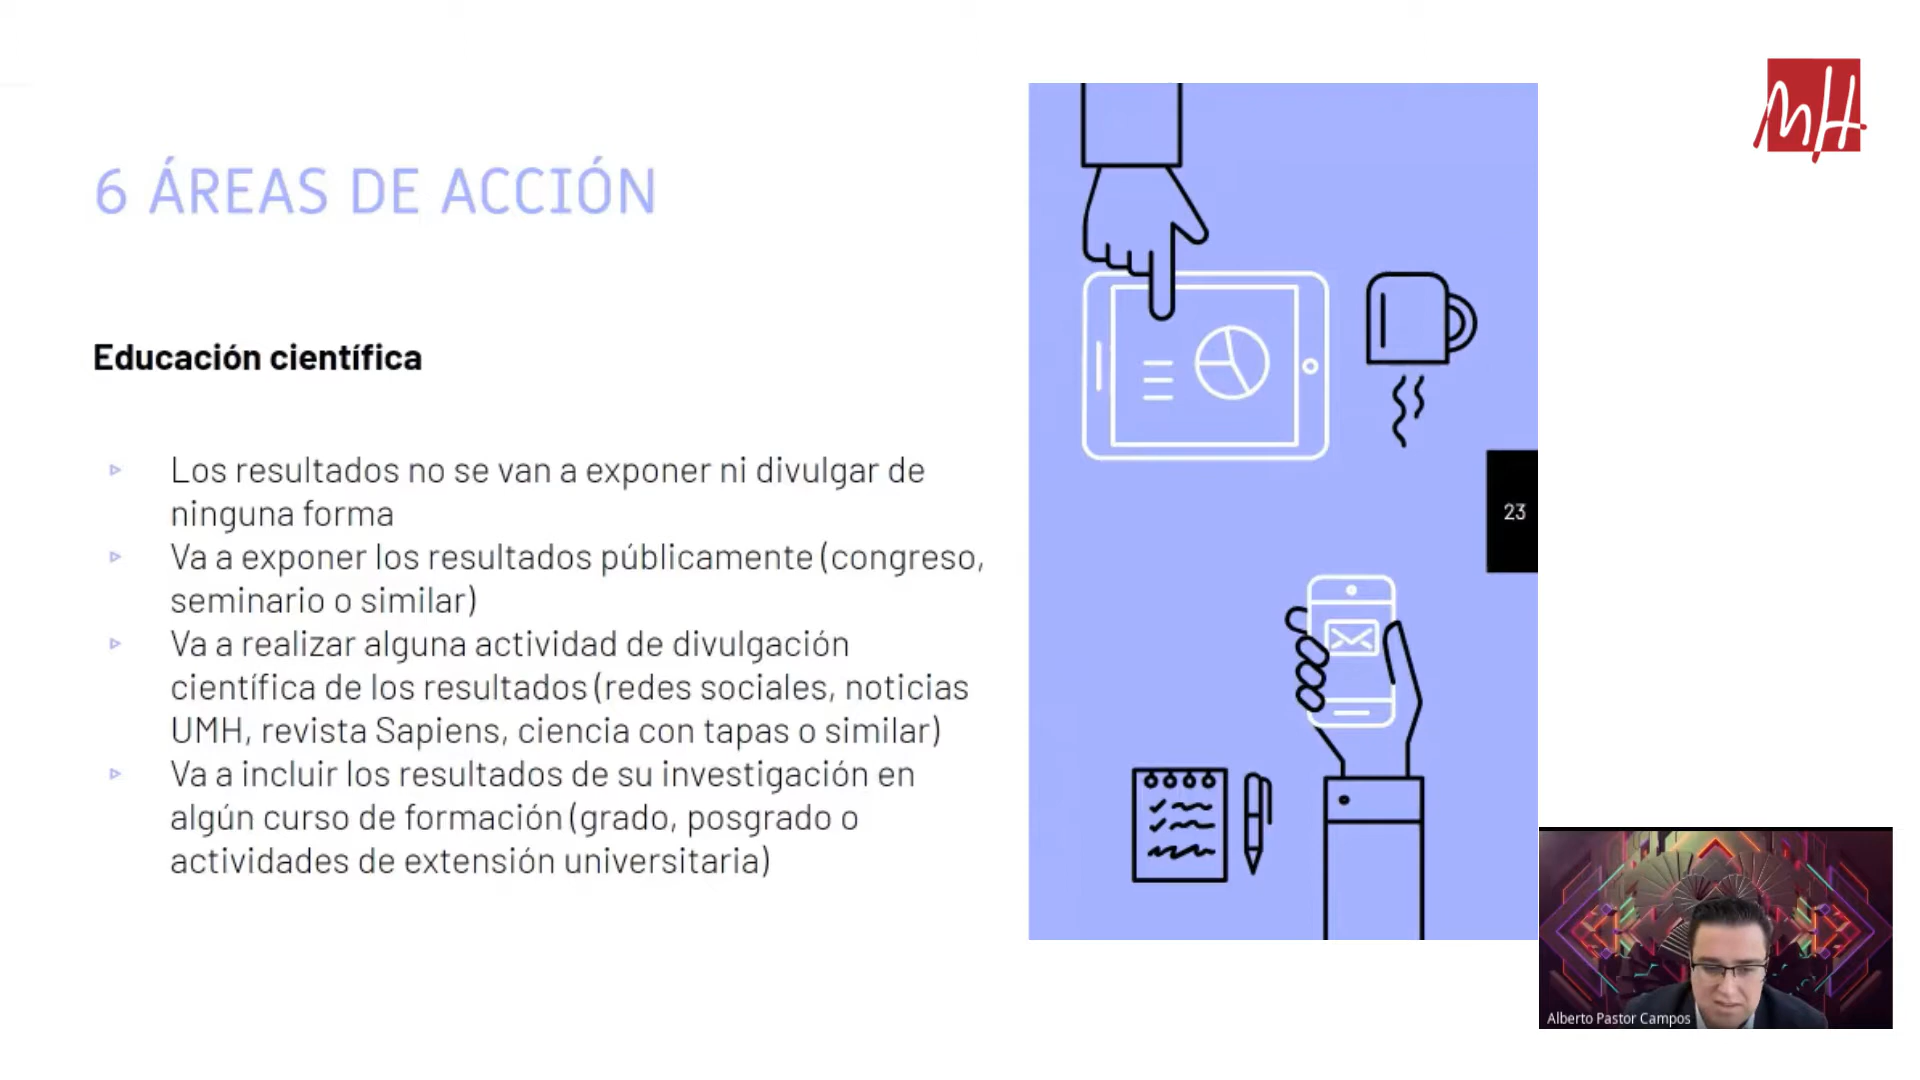 MH
6 ÁREAS DE ACCIÓN
Educación científica
Los resultados no se van a exponer ni divulgar de
ninguna forma
Va a exponer los resultados públicamente (congreso,
seminario o similar)
Va a realizar alguna actividad de divulgación
científica de los resultados (redes sociales, noticias
UMH, revista Sapiens, ciencia con tapas o similar)
Va a incluir los resultados de su investigación en
algún curso de formación (grado, posgrado o
actividades de extensión universitaria)
23
Alberto Pastor Campos